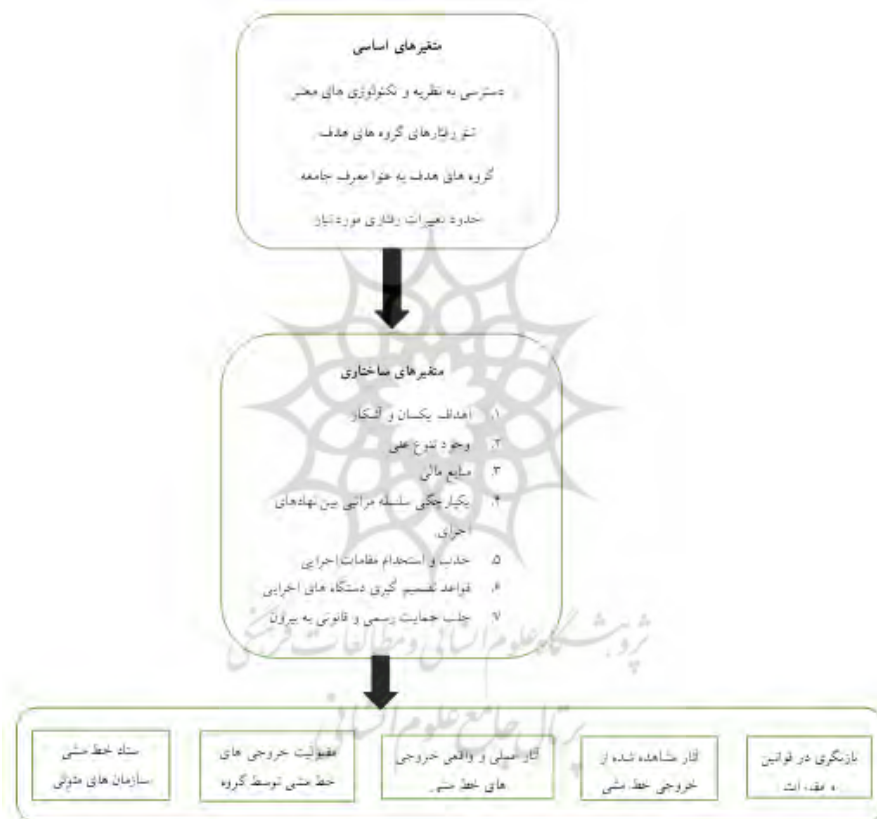 متغیرهای اساسی
دسترسی به نظریه و تکنولوژی های معتبر
تنوع رفتارهای گروه های هدف
گروه های هدف به عنوا معرف جامعه
حدود تغییرات رفتاری موردنیاز
متغیرهای ساختاری
۱. اهداف یکسان و آشکار
۲. وجود تنوع علی
۳. منابع مالی
۴. یکپارچگی سلسله مراتبی بین نهادهای
اجرای.
۵. جذب و استخدام مقامات اجرایی
۶. قواعد تصمیم گیری دستگاه های اجرایی
۷. جلب حمایت رسمی و قانونی به بیرون
پژوهشگاه علوم انسانی و مطالعات فرهنگی
پرتال جامع علوم انسانی
بازنگری در قوانین
و مقررات
آثار مشاهده شده از
خروجی خط مشی
آثار عملی و واقعی خروجی
های خط مشی
مقبولیت خروجی های
خط مشی توسط گروه
ستاد خط مشی
سازمان های متولی